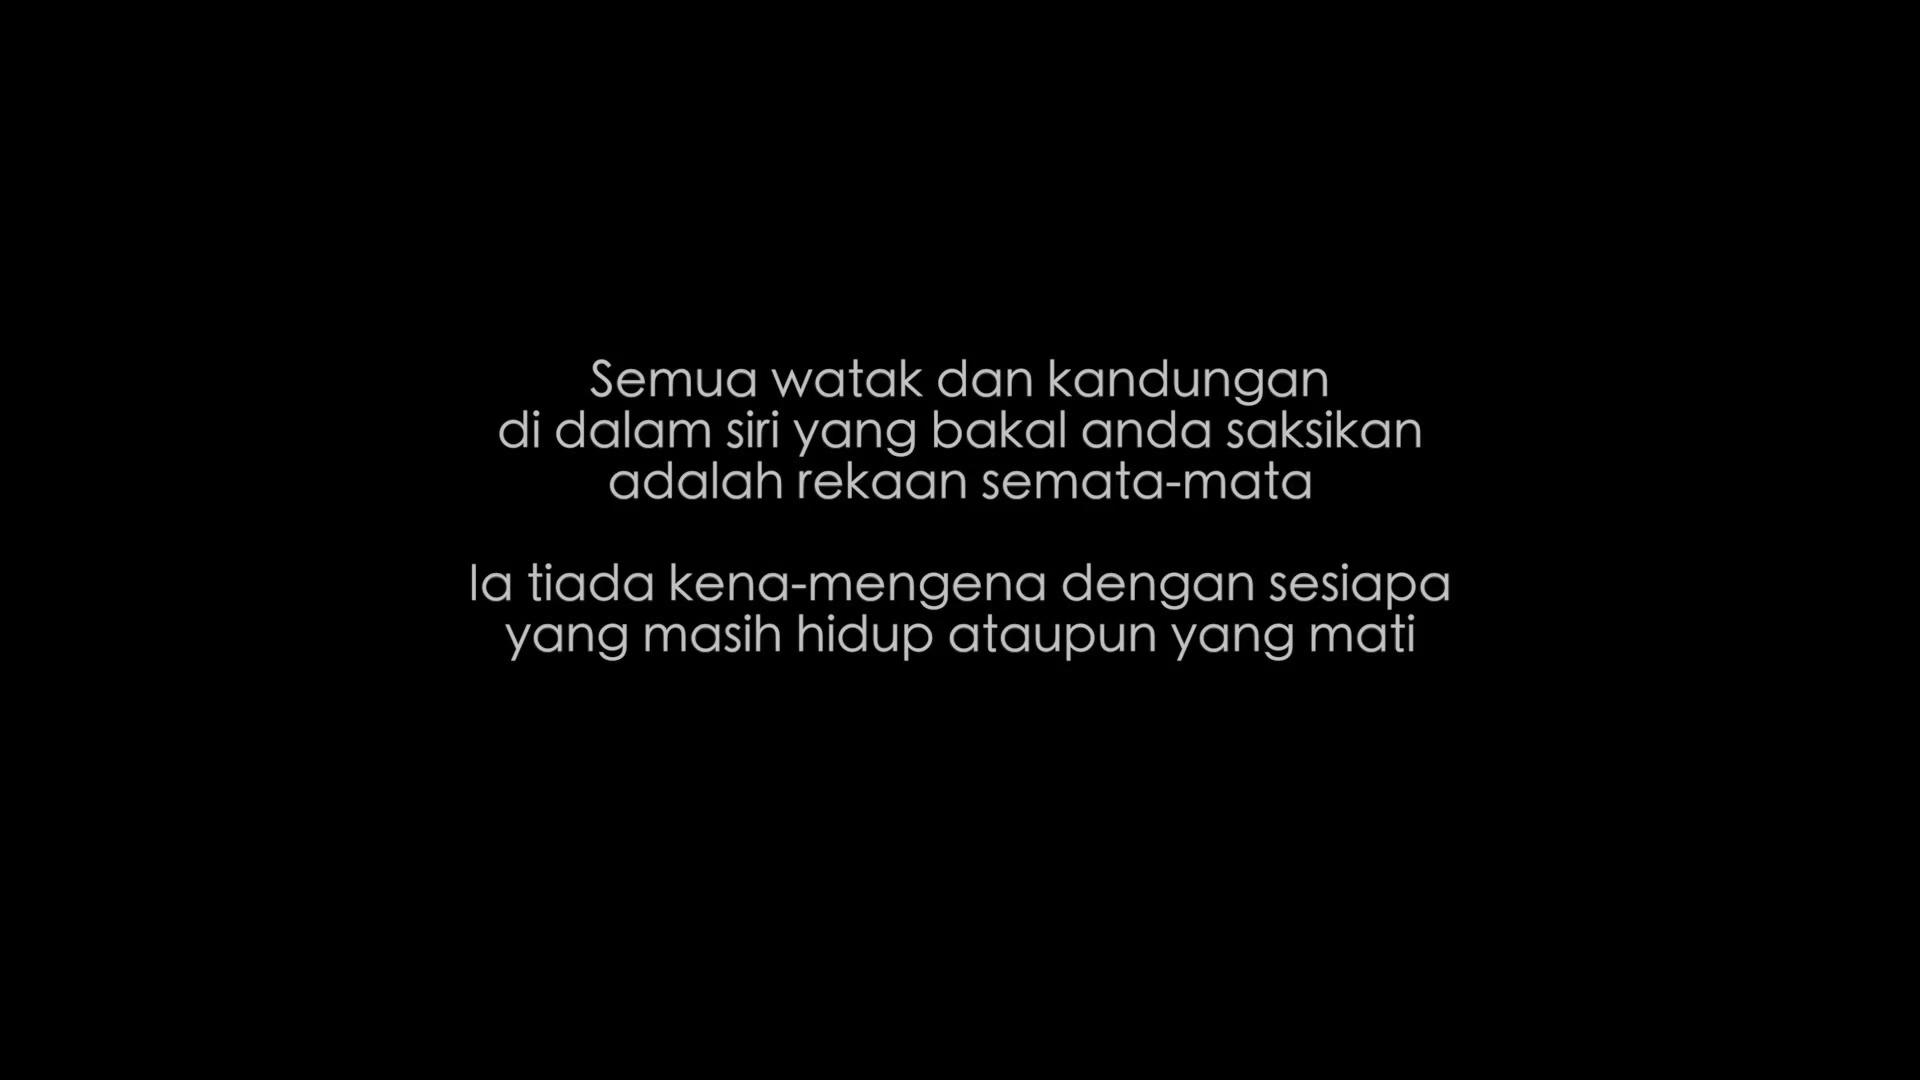 Semua watak dan kandungan
di dalam siri yang bakal anda saksikan
adalah rekaan semata-mata
Ia tiada kena-mengena dengan sesiapa
yang masih hidup ataupun yang mati